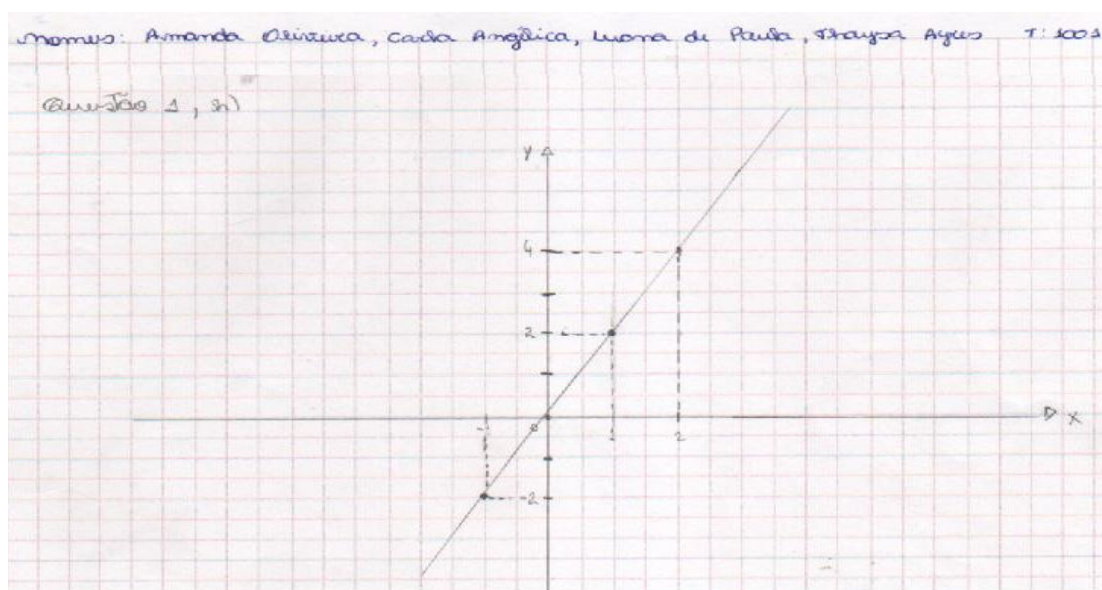 Nomes: Amanda Oliveira, Carla Angélica, Luana de Paula, Thaysa Ayres T: 1001
Questão 1, h)
y
4
2
-1 0 1 2 x
-2